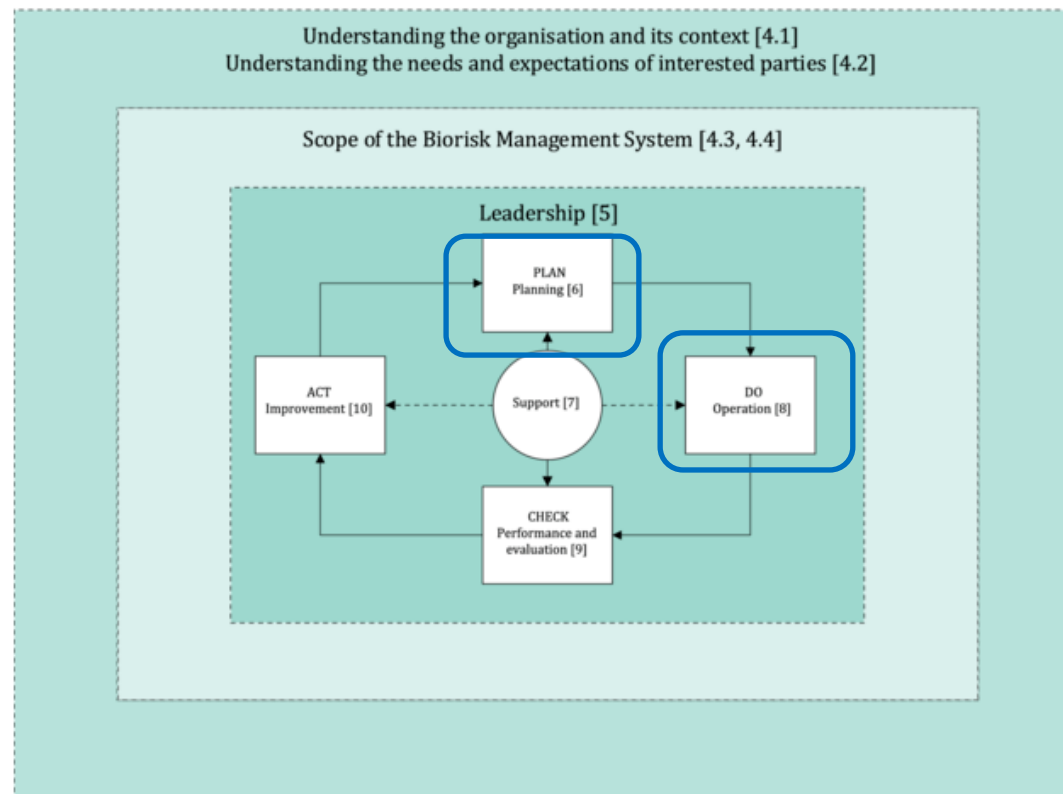 Understanding the organisation and its context [4.1]
Understanding the needs and expectations of interested parties [4.2]
Scope of the Biorisk Management System [4.3, 4.4]
Leadership [5]
PLAN
Planning [6]
ACT
Improvement [10]
Support [7]
DO
Operation [8]
CHECK
Performance and
evaluation [9]